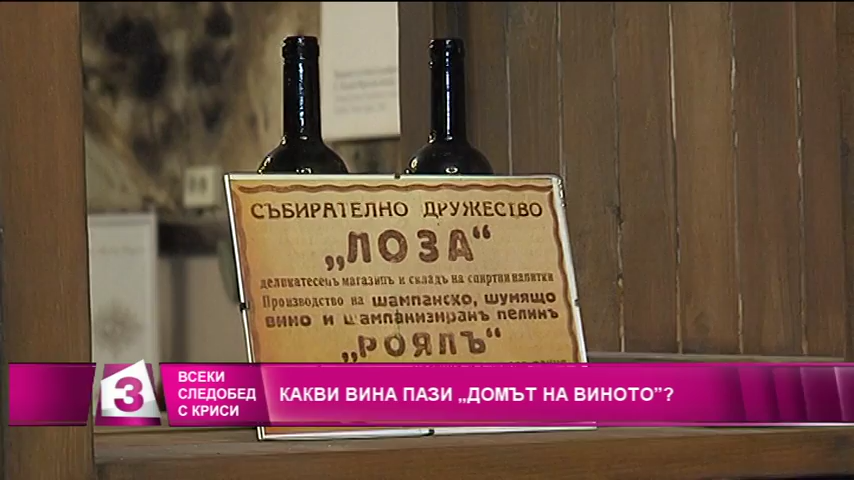 СЪБИРАТЕЛНО ДРУЖЕСТВО
„ЛОЗА“
деликатесенъ магазинъ и складъ на спиртни напитки
Производство на шампанско, шумящо
вино и шампанизиранъ пелинъ
„РОЯЛЪ“
3
ВСЕКИ
СЛЕДОБЕД
С КРИСИ
КАКВИ ВИНА ПАЗИ „ДОМЪТ НА ВИНОТО”?